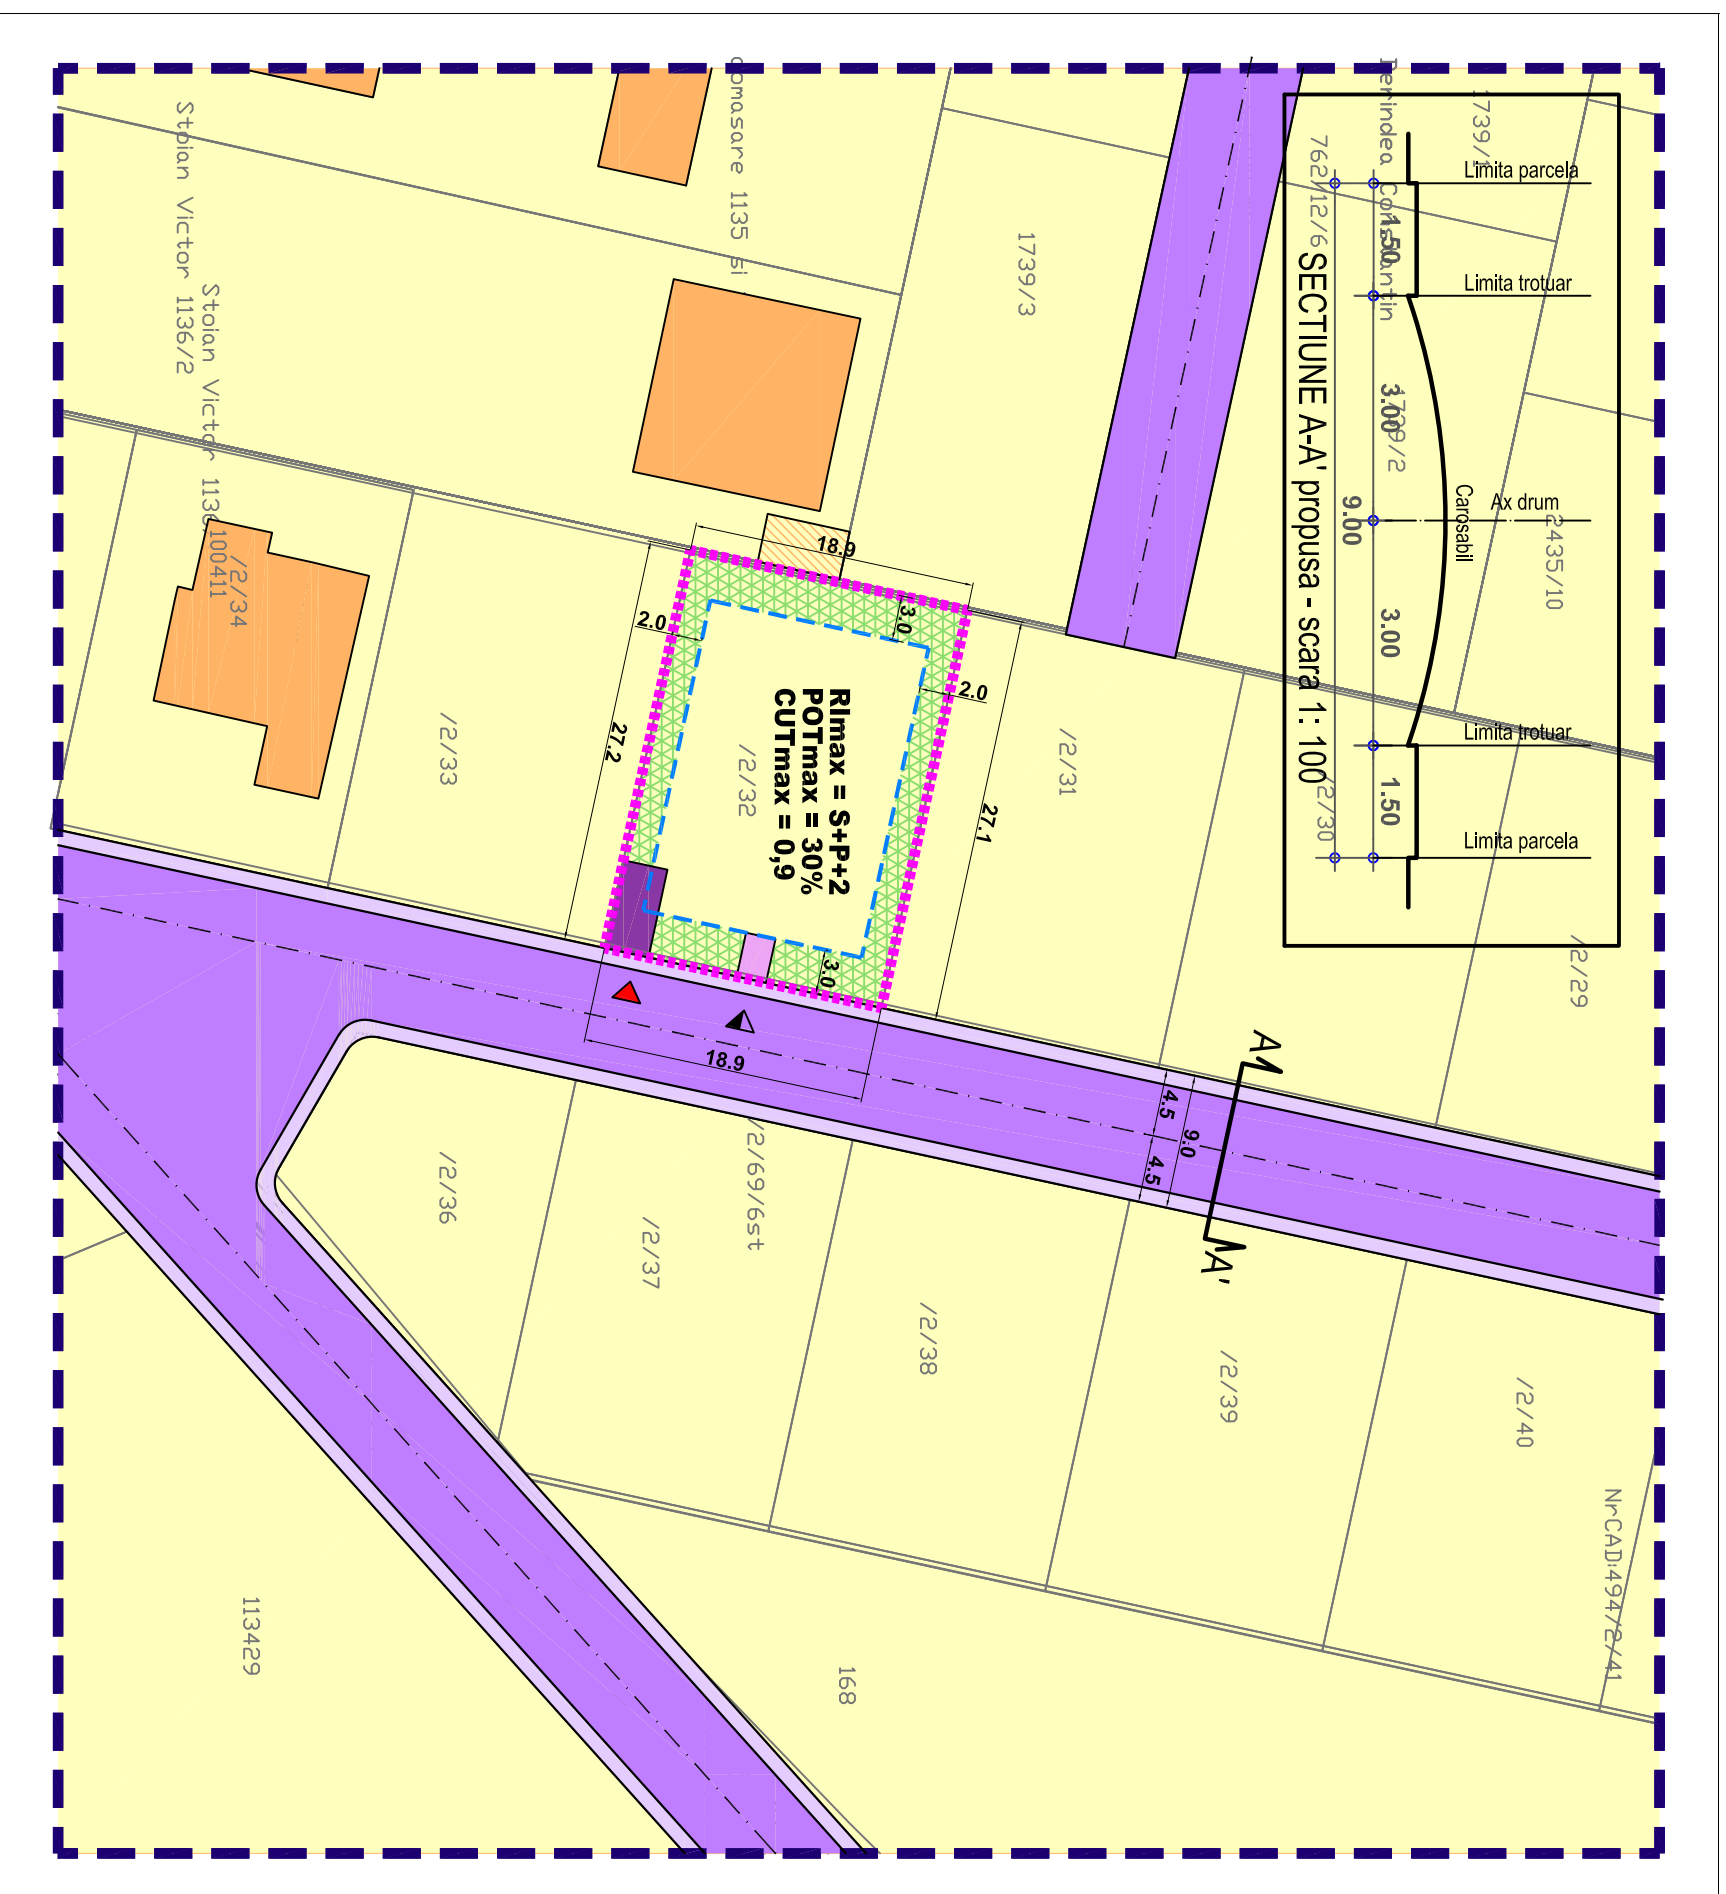 SECTIUNE A-A' propusa - scara 1: 100
Limita parcela
Limita trotuar
Ax drum
Carosabil
Limita trotuar
Limita parcela
1.50
3.00
3.00
1.50
9.00
1739/1
Derindea Constantin
762/12/6
1739/2
2435/10
/2/30
/2/29
Stoian Victor 1136/2
Stoian Victor 1136
100411
/2/34
comasare 1135 si
1739/3
18.9
3.0
2.0
2.0
27.2
27.1
RImax = S+P+2
POTmax = 30%
CUTmax = 0,9
/2/32
/2/33
/2/31
3.0
18.9
A
A'
4.5
9.0
4.5
/2/36
/2/69/6st
/2/37
/2/38
/2/39
/2/40
NrCAD:494/2/41
113429
168